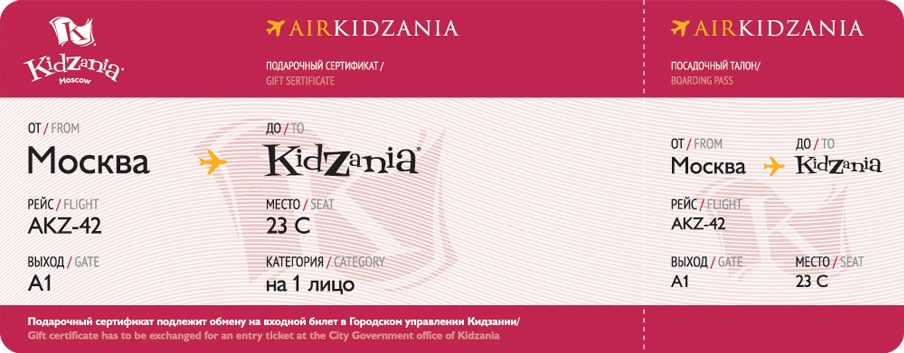 KidZania
Moscow
AIRKIDZANIA
ПОДАРОЧНЫЙ СЕРТИФИКАТ /
GIFT SERTIFICATE
ОТ / FROM
Москва
ДО / TO
KidZania
РЕЙС / FLIGHT
AKZ-42
МЕСТО / SEAT
23 C
ВЫХОД / GATE
A1
КАТЕГОРИЯ / CATEGORY
на 1 лицо
Подарочный сертификат подлежит обмену на входной билет в Городском управлении Кидзании/
Gift certificate has to be exchanged for an entry ticket at the City Government office of Kidzania
AIRKIDZANIA
ПОСАДОЧНЫЙ ТАЛОН/
BOARDING PASS
ОТ / FROM
Москва
ДО / TO
KidZania
РЕЙС / FLIGHT
AKZ-42
ВЫХОД / GATE
A1
МЕСТО / SEAT
23 C